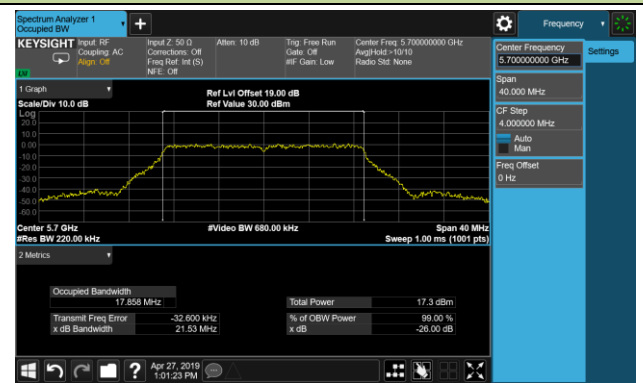 Spectrum Analyzer 1
Occupied BW
Frequency
KEYSIGHT
Input: RF
Coupling: AC
Align: Off
Input Z: 50 Ω
Corrections: Off
Freq Ref: Int (S)
NFE: Off
Atten: 10 dB
Trig: Free Run
Gate: Off
#IF Gain: Low
Center Freq: 5.700000000 GHz
Avg|Hold:>10/10
Radio Std: None
Center Frequency
5.700000000 GHz
Settings
Span
40.000 MHz
CF Step
4.000000 MHz
Auto
Man
Freq Offset
0 Hz
1 Graph
Scale/Div 10.0 dB
Ref Lvl Offset 19.00 dB
Ref Value 30.00 dBm
Log
20.0
10.0
0.00
-10.0
-20.0
-30.0
-40.0
-50.0
-60.0
Center 5.7 GHz
#Res BW 220.00 kHz
#Video BW 680.00 kHz
Span 40 MHz
Sweep 1.00 ms (1001 pts)
2 Metrics
Occupied Bandwidth
17.858 MHz
Total Power 17.3 dBm
Transmit Freq Error -32.600 kHz
% of OBW Power 99.00 %
x dB Bandwidth 21.53 MHz
x dB -26.00 dB
?
Apr 27, 2019
1:01:23 PM